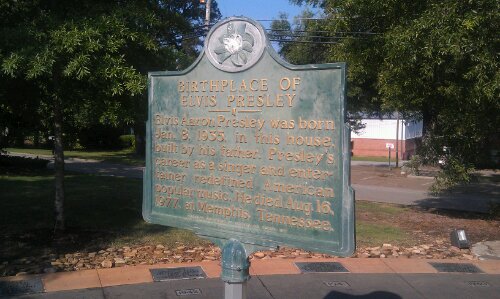 BIRTHPLACE OF
ELVIS PRESLEY
Elvis Aaron Presley was born
Jan. 8, 1935, in this house,
built by his father. Presley's
career as a singer and enter-
tainer redefined American
popular music. He died Aug. 16,
1977, at Memphis, Tennessee.